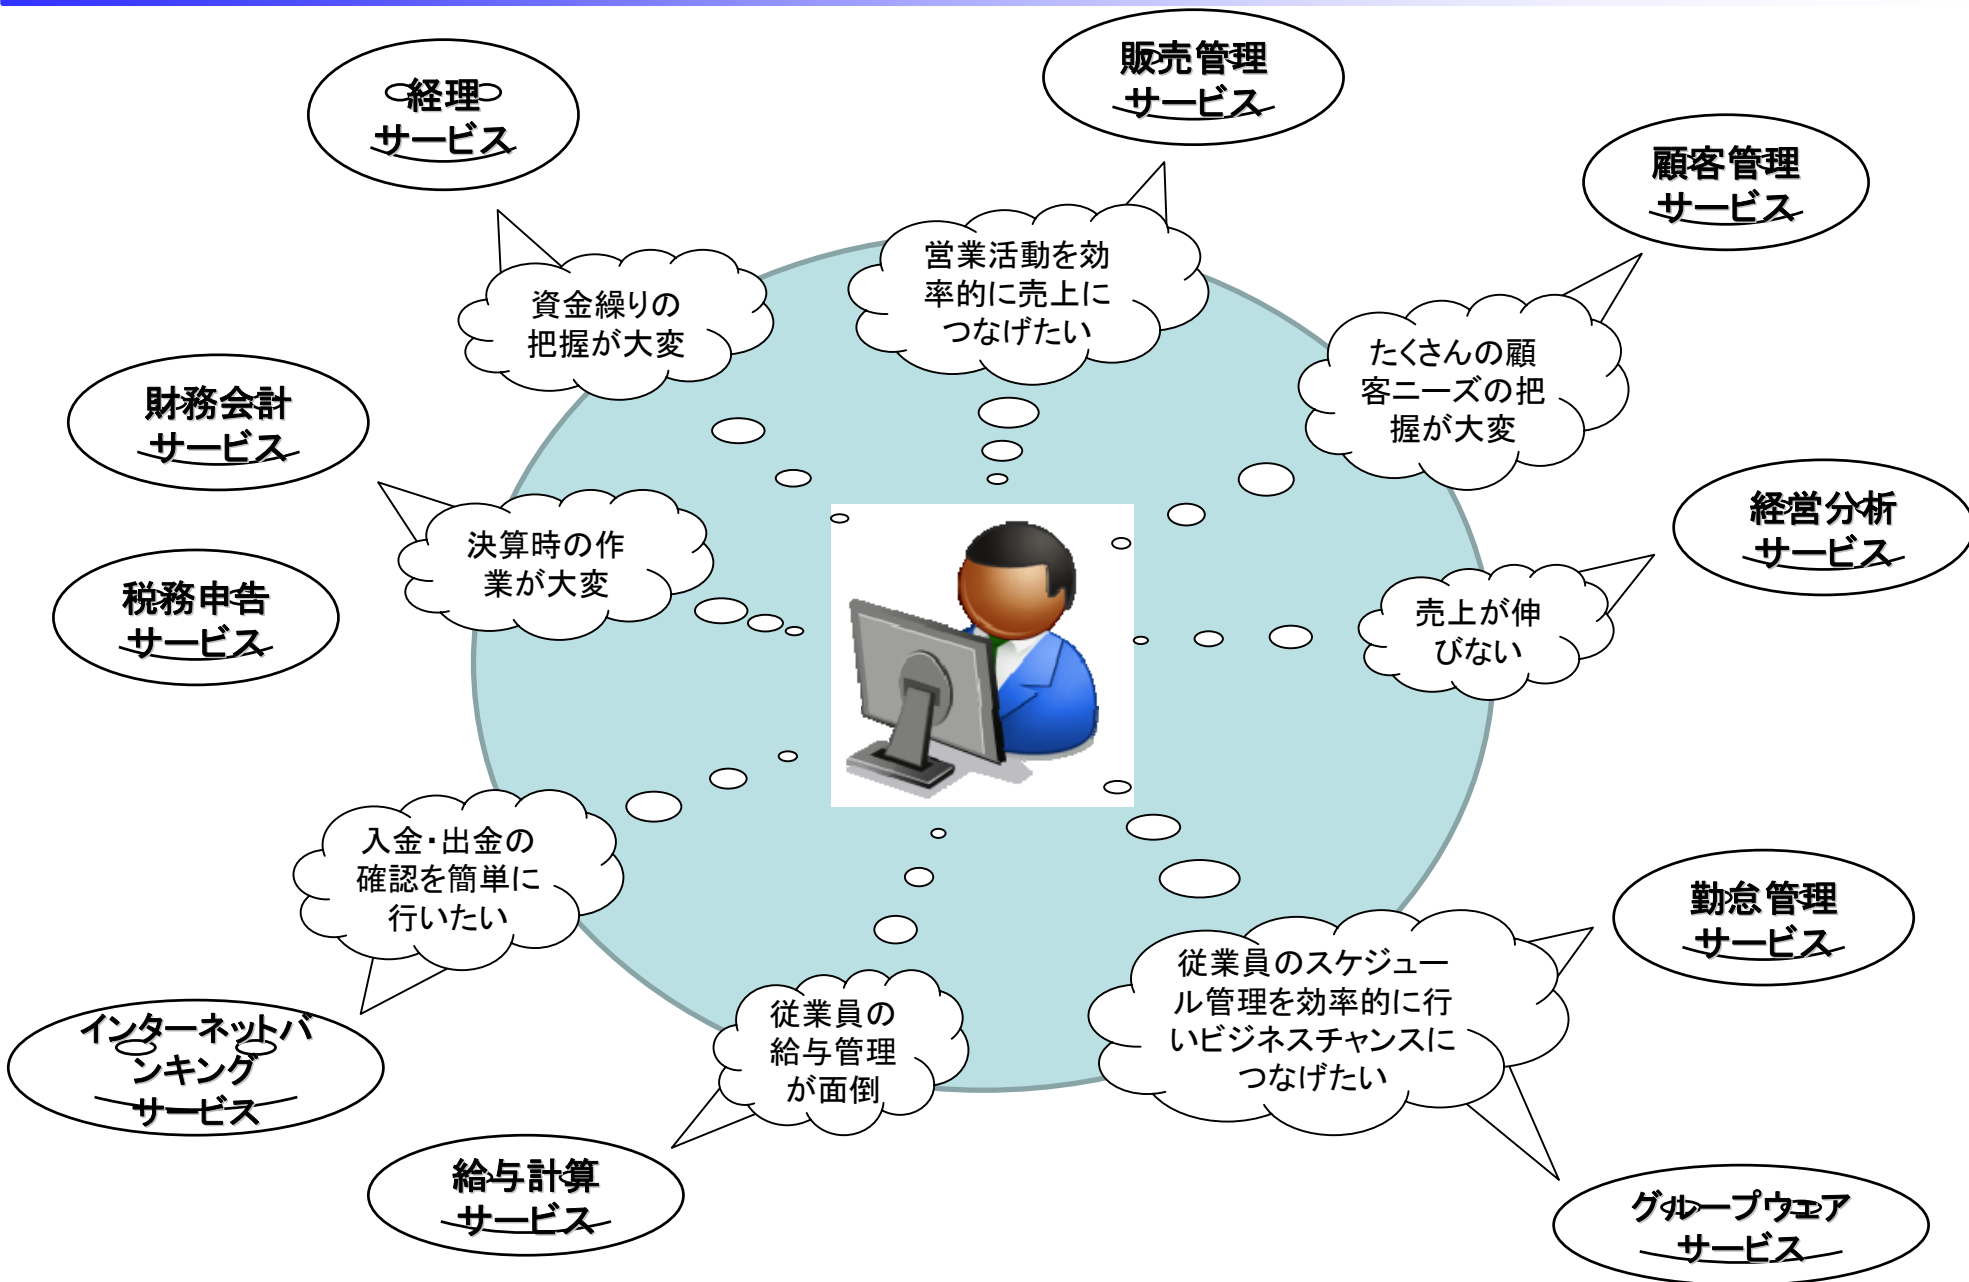 販売管理
サービス
経理
サービス
顧客管理
サービス
営業活動を効
率的に売上に
つなげたい
資金繰りの
把握が大変
たくさんの顧
客ニーズの把
握が大変
財務会計
サービス
経営分析
サービス
決算時の作
業が大変
税務申告
サービス
売上が伸
びない
入金・出金の
確認を簡単に
行いたい
勤怠管理
サービス
従業員のスケジュー
ル管理を効率的に行
いビジネスチャンスに
つなげたい
従業員の
給与管理
が面倒
インターネットバ
ンキング
サービス
給与計算
サービス
グループウェア
サービス